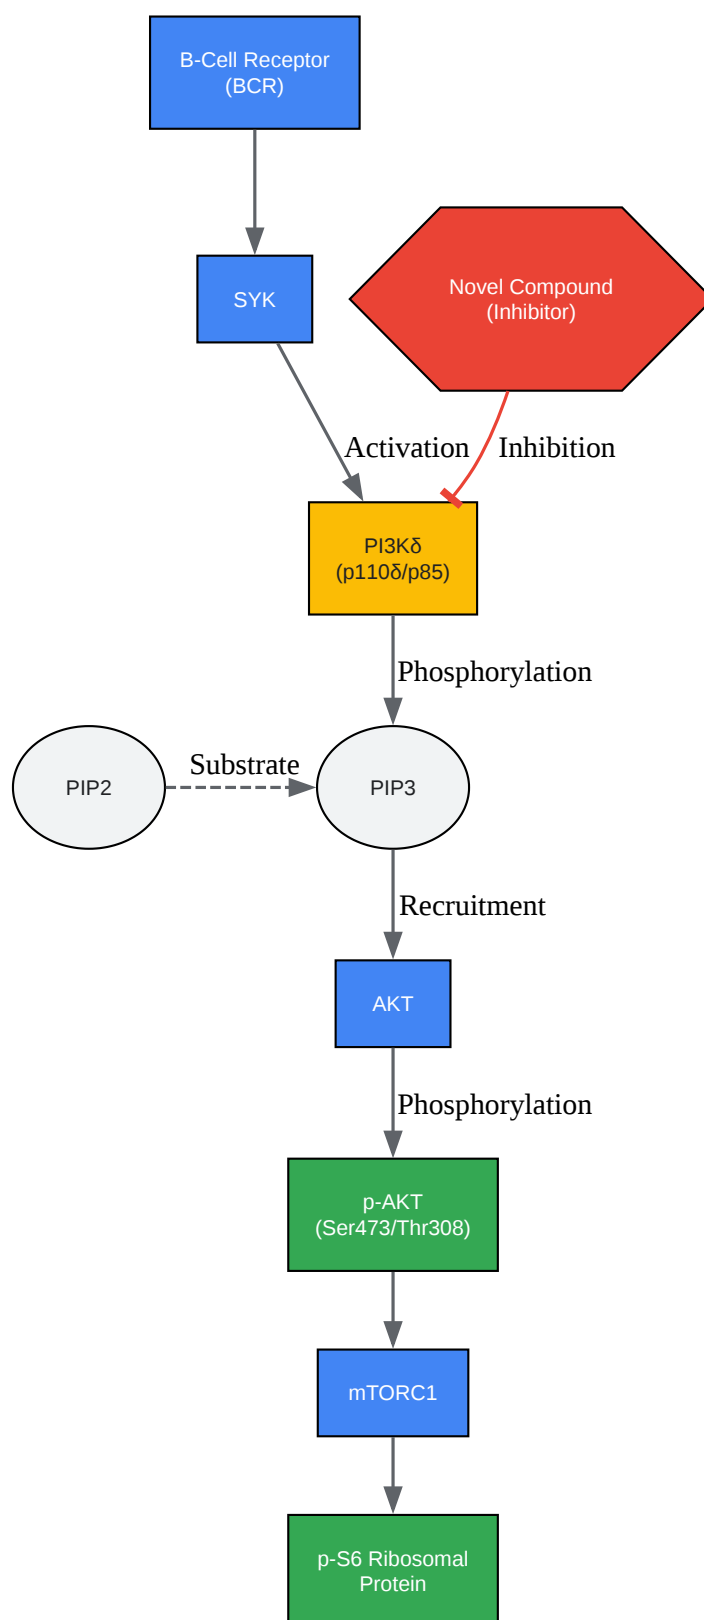 B-Cell Receptor
(BCR)
SYK
Novel Compound
(Inhibitor)
Activation
Inhibition
PI3Kδ
(p110δ/p85)
Phosphorylation
PIP2
Substrate
PIP3
Recruitment
AKT
Phosphorylation
p-AKT
(Ser473/Thr308)
mTORC1
p-S6 Ribosomal
Protein